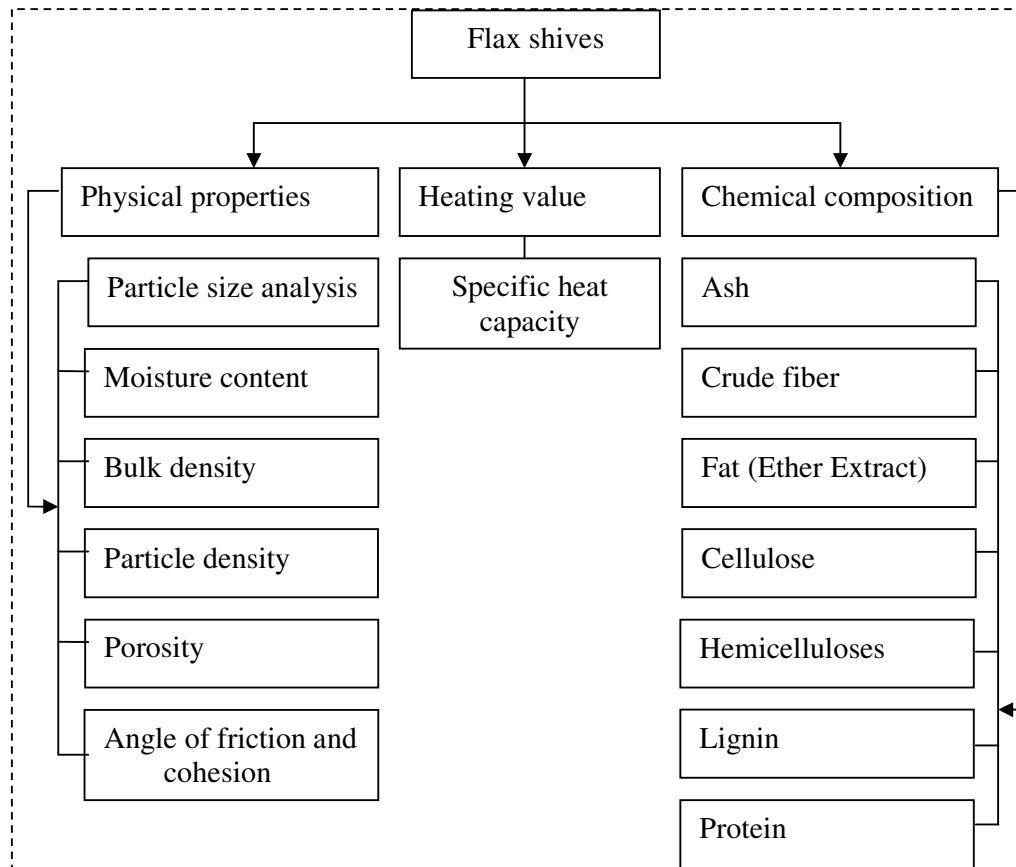 Flax shives
Physical properties
Heating value
Chemical composition
Particle size analysis
Moisture content
Bulk density
Particle density
Porosity
Angle of friction and
cohesion
Specific heat
capacity
Ash
Crude fiber
Fat (Ether Extract)
Cellulose
Hemicelluloses
Lignin
Protein